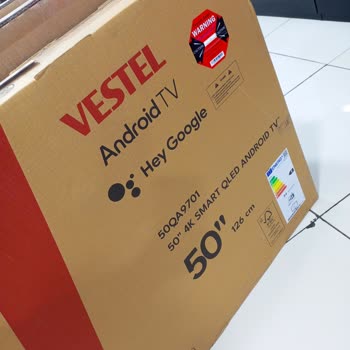 VESTEL
WARNING
Android TV
Hey Google
50QA9701
50" 4K SMART QLED ANDROID TV
50"
126 cm